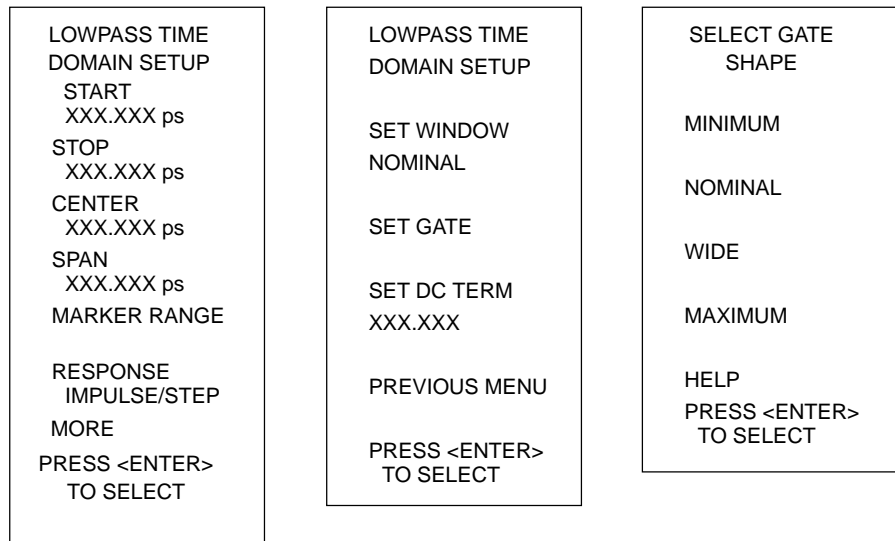 LOWPASS TIME
DOMAIN SETUP
START
XXX.XXX ps
STOP
XXX.XXX ps
CENTER
XXX.XXX ps
SPAN
XXX.XXX ps
MARKER RANGE
RESPONSE
IMPULSE/STEP
MORE
PRESS <ENTER>
TO SELECT
LOWPASS TIME
DOMAIN SETUP
SET WINDOW
NOMINAL
SET GATE
SET DC TERM
XXX.XXX
PREVIOUS MENU
PRESS <ENTER>
TO SELECT
SELECT GATE
SHAPE
MINIMUM
NOMINAL
WIDE
MAXIMUM
HELP
PRESS <ENTER>
TO SELECT